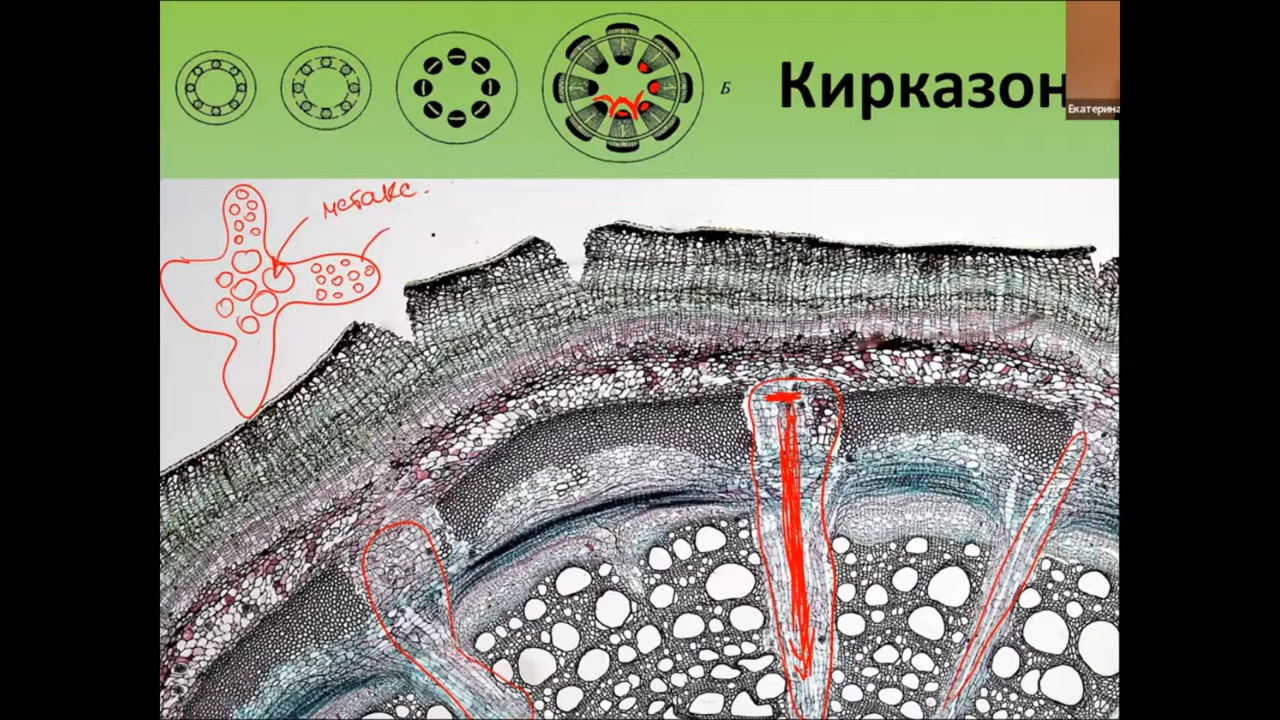 Б
Кирказон
Екатерина
метакс.